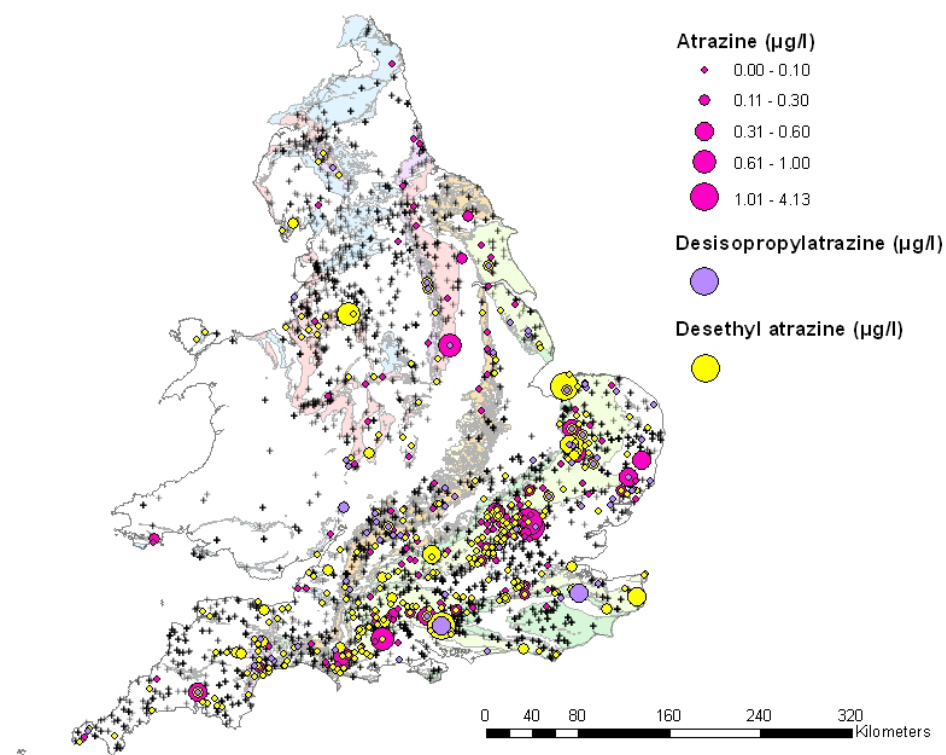 Atrazine (µg/l)
0.00 - 0.10
0.11 - 0.30
0.31 - 0.60
0.61 - 1.00
1.01 - 4.13
Desisopropylatrazine (µg/l)
Desethyl atrazine (µg/l)
0 40 80 160 240 320
Kilometers